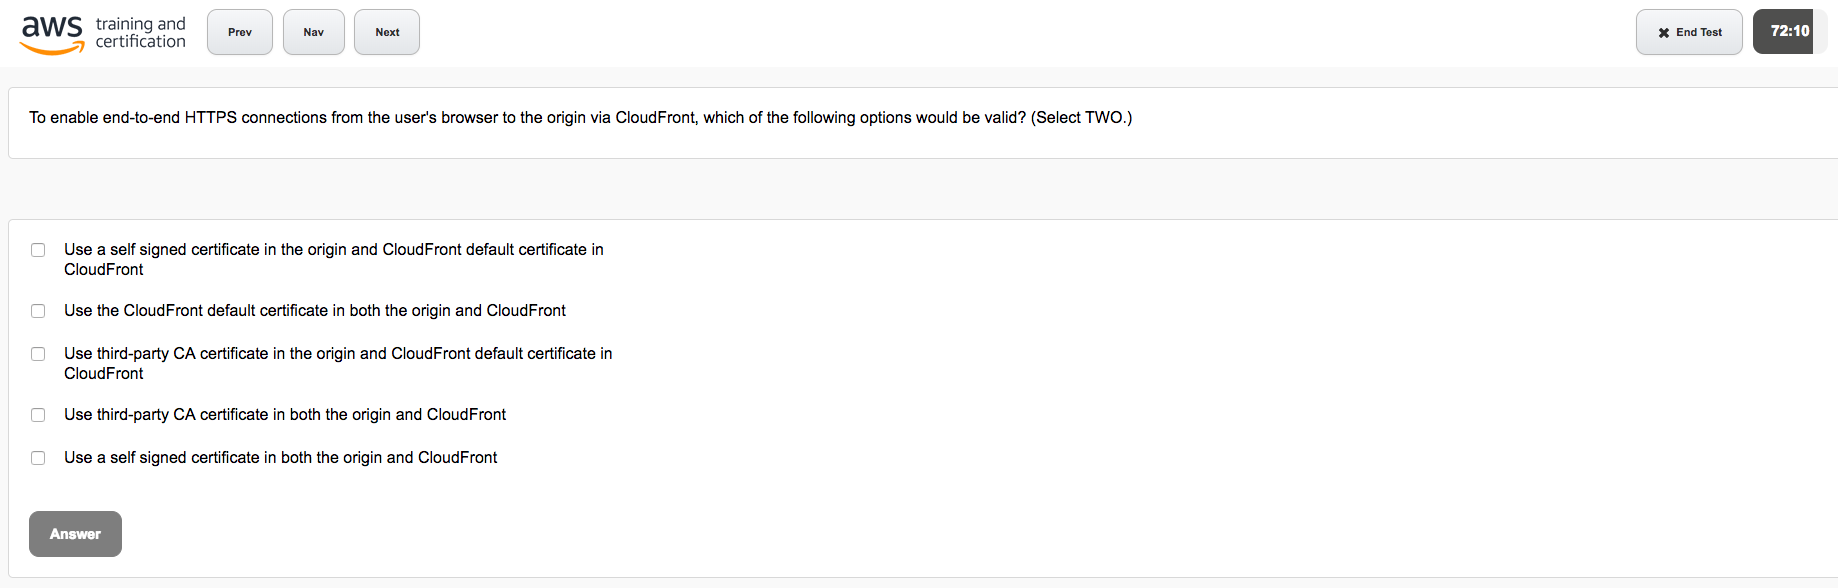 aws training and
certification
Prev
Nav
Next
End Test
72:10
To enable end-to-end HTTPS connections from the user's browser to the origin via CloudFront, which of the following options would be valid? (Select TWO.)
Use a self signed certificate in the origin and CloudFront default certificate in
CloudFront
Use the CloudFront default certificate in both the origin and CloudFront
Use third-party CA certificate in the origin and CloudFront default certificate in
CloudFront
Use third-party CA certificate in both the origin and CloudFront
Use a self signed certificate in both the origin and CloudFront
Answer